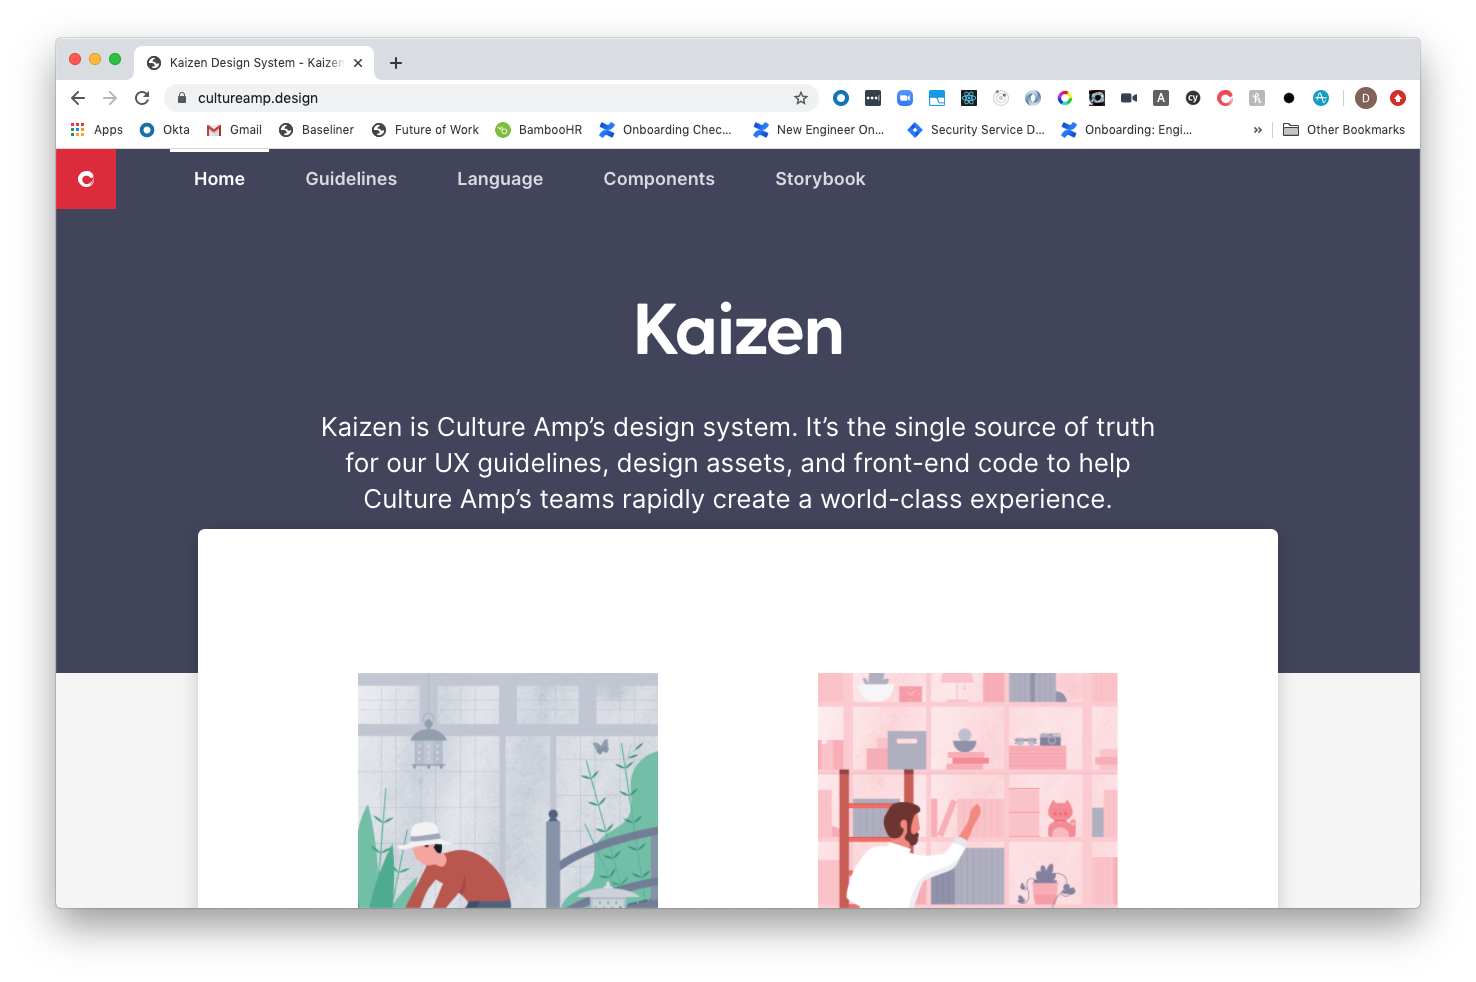 Kaizen Design System - Kaizen
cultureamp.design
A
cy
D
Apps
Okta
Gmail
Baseliner
Future of Work
BambooHR
Onboarding Chec...
New Engineer On...
Security Service D...
Onboarding: Engi...
»
Other Bookmarks
Home
Guidelines
Language
Components
Storybook
Kaizen
Kaizen is Culture Amp’s design system. It’s the single source of truth
for our UX guidelines, design assets, and front-end code to help
Culture Amp’s teams rapidly create a world-class experience.